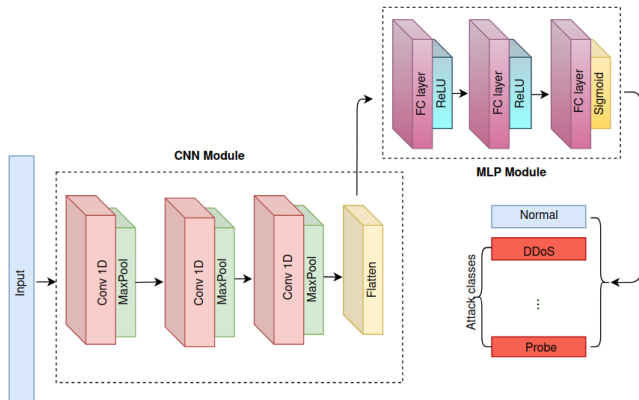 Input
CNN Module
Conv 1D
MaxPool
Conv 1D
MaxPool
Conv 1D
MaxPool
Flatten
FC layer
ReLU
FC layer
ReLU
FC layer
Sigmoid
MLP Module
Normal
Attack classes
DDoS
...
Probe